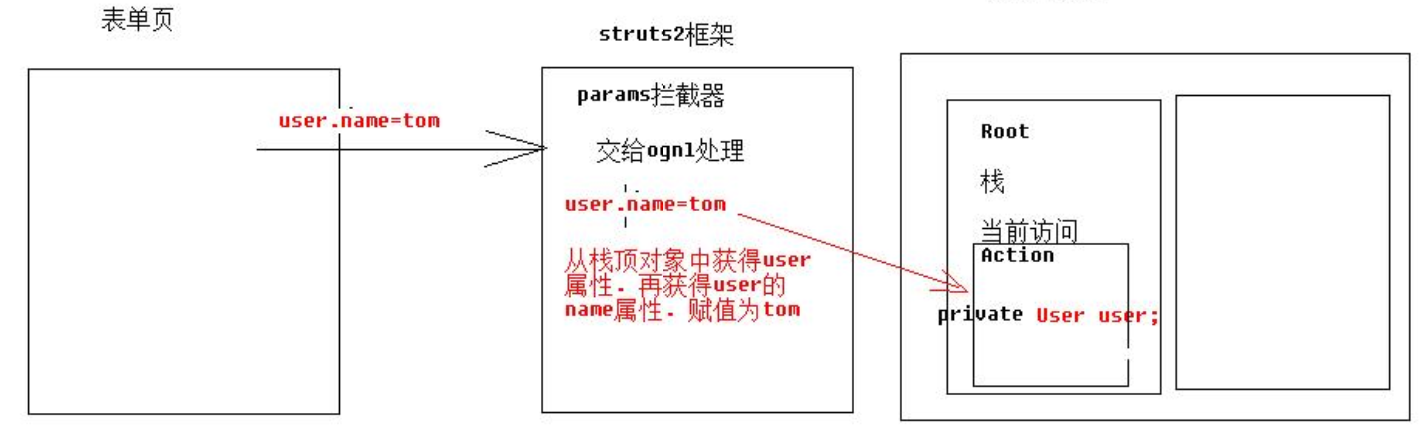 表单页
user.name=tom
struts2框架
params拦截器
交给ognl处理
user.name=tom
从栈顶对象中获得user
属性. 再获得user的
name属性. 赋值为tom
Root
栈
当前访问
Action
private User user;